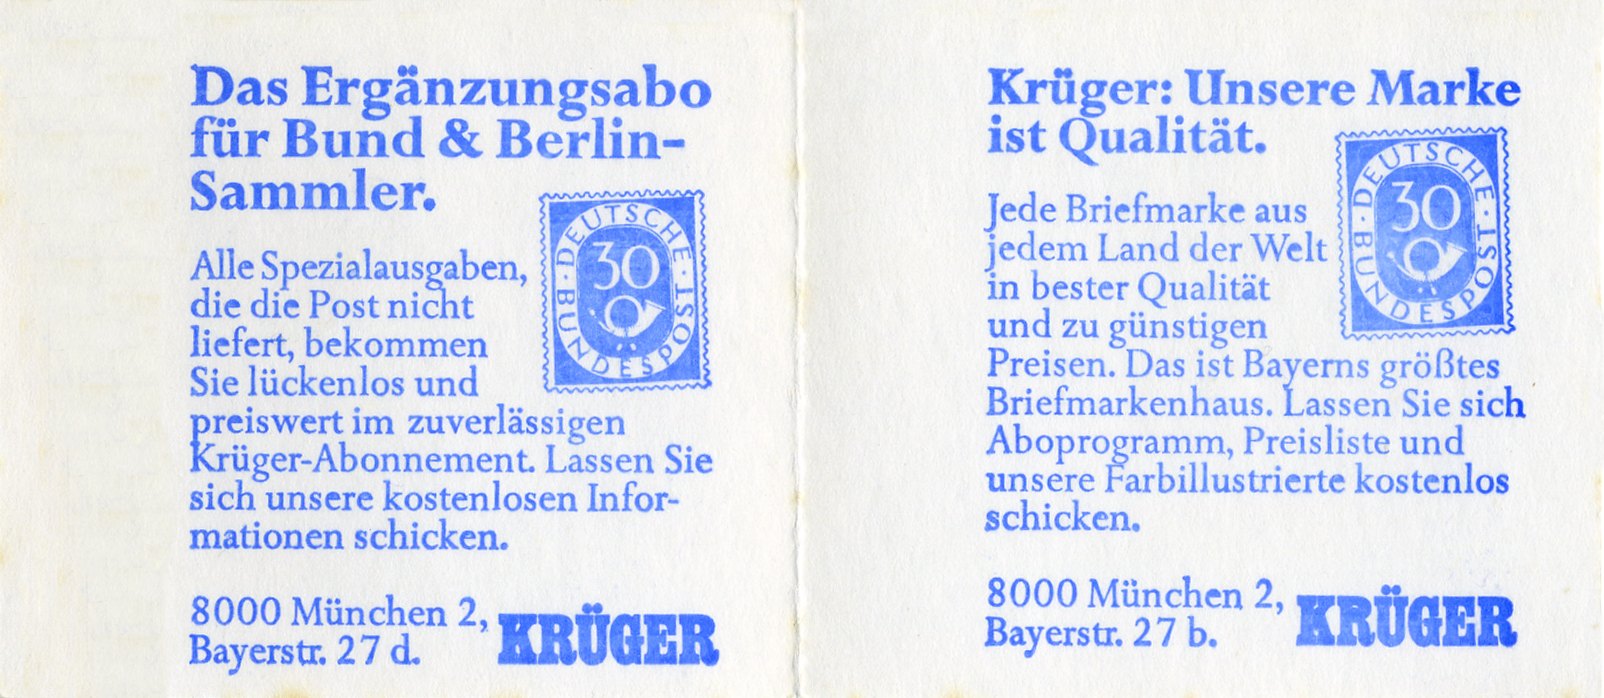 Das Ergänzungsabo
für Bund & Berlin-
Sammler.
DEUTSCHE · POST
BUNDES
30
Alle Spezialausgaben,
die die Post nicht
liefert, bekommen
Sie lückenlos und
preiswert im zuverlässigen
Krüger-Abonnement. Lassen Sie
sich unsere kostenlosen Infor-
mationen schicken.
8000 München 2,
Bayerstr. 27 d.
KRÜGER
Krüger: Unsere Marke
ist Qualität.
DEUTSCHE · POST
BUNDES
30
Jede Briefmarke aus
jedem Land der Welt
in bester Qualität
und zu günstigen
Preisen. Das ist Bayerns größtes
Briefmarkenhaus. Lassen Sie sich
Aboprogramm, Preisliste und
unsere Farbillustrierte kostenlos
schicken.
8000 München 2,
Bayerstr. 27 b.
KRÜGER